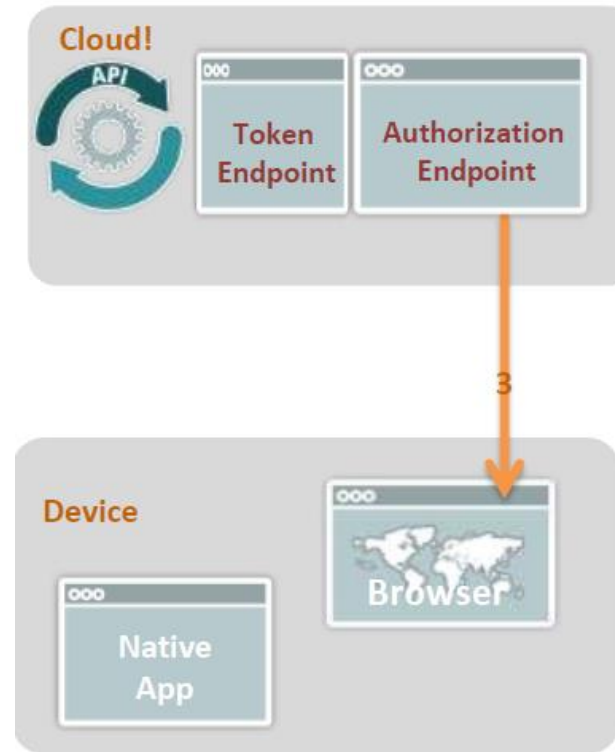 Cloud!
API
Token
Endpoint
Authorization
Endpoint
3
Device
Browser
Native
App